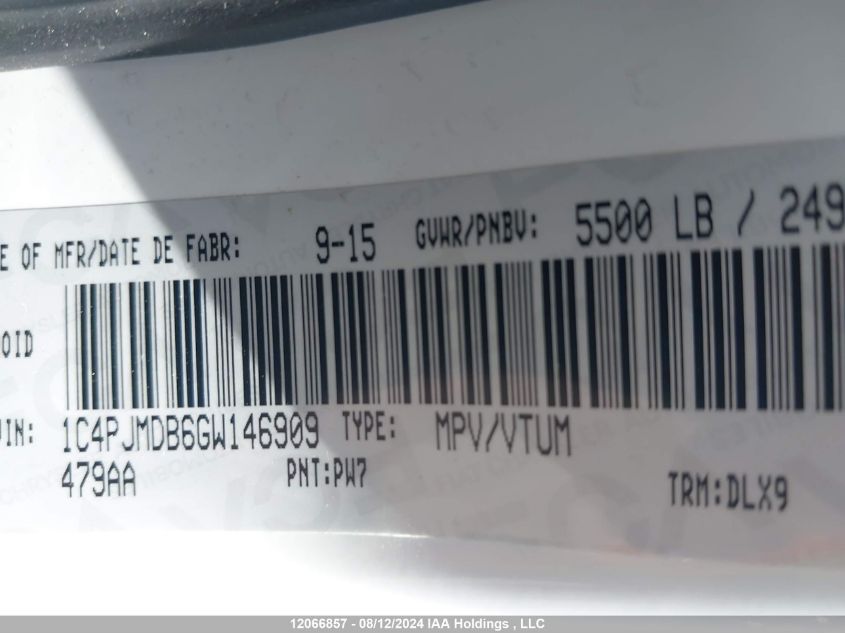 E OF MFR/DATE DE FABR: 9-15 GVWR/PNBV: 5500 LB / 249
OID
VIN: 1C4PJMDB6GW146909 TYPE: MPV/VTUM
479AA PNT:PW7 TRM:DLX9
12066857 - 08/12/2024 IAA Holdings , LLC